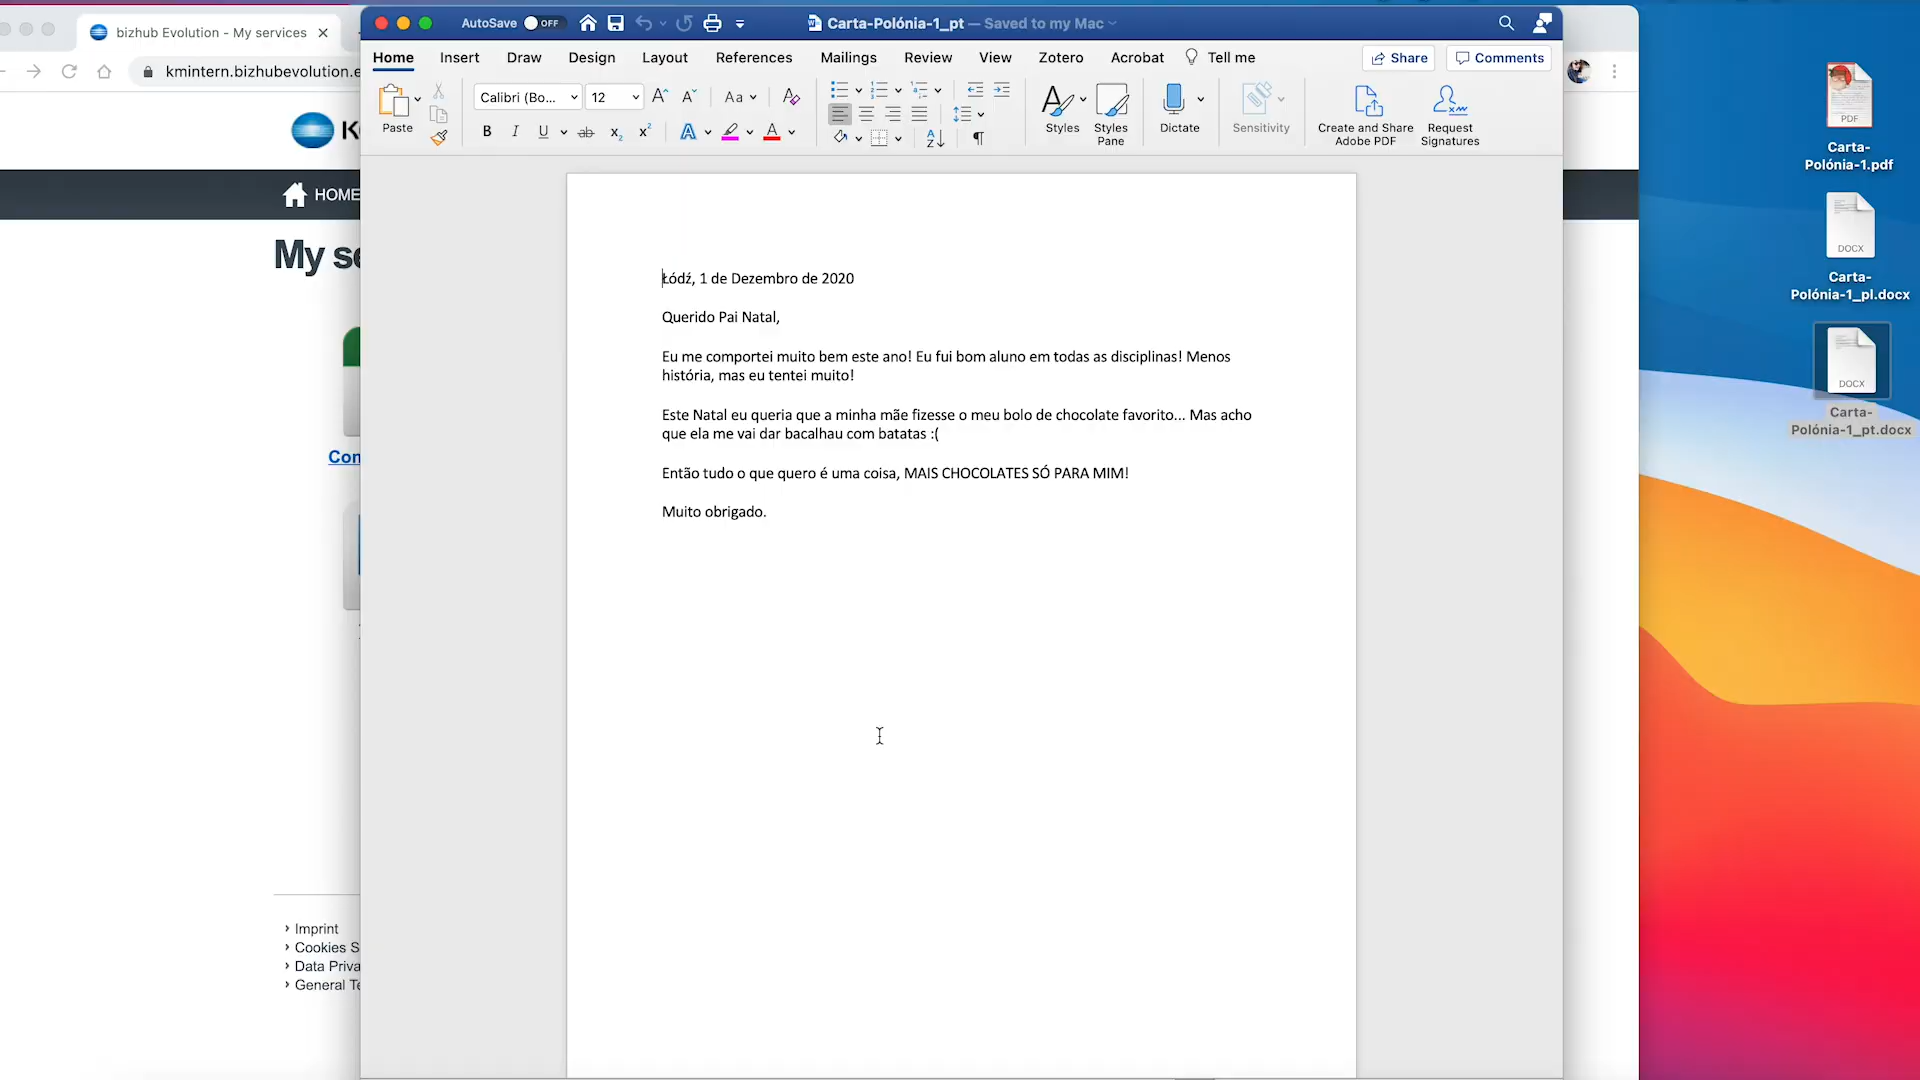 bizhub Evolution - My services
AutoSave OFF
Carta-Polónia-1_pt — Saved to my Mac
kmintern.bizhubevolution.e
Home Insert Draw Design Layout References Mailings Review View Zotero Acrobat Tell me
Share Comments
Paste
Calibri (Bo... 12
Styles
Styles Pane
Dictate
Sensitivity
Create and Share Adobe PDF
Request Signatures
HOME
My se
Con
Łódź, 1 de Dezembro de 2020
Querido Pai Natal,
Eu me comportei muito bem este ano! Eu fui bom aluno em todas as disciplinas! Menos
história, mas eu tentei muito!
Este Natal eu queria que a minha mãe fizesse o meu bolo de chocolate favorito... Mas acho
que ela me vai dar bacalhau com batatas :(
Então tudo o que quero é uma coisa, MAIS CHOCOLATES SÓ PARA MIM!
Muito obrigado.
Imprint
Cookies S
Data Priva
General Te
PDF
Carta-
Polónia-1.pdf
DOCX
Carta-
Polónia-1_pl.docx
DOCX
Carta-
Polónia-1_pt.docx